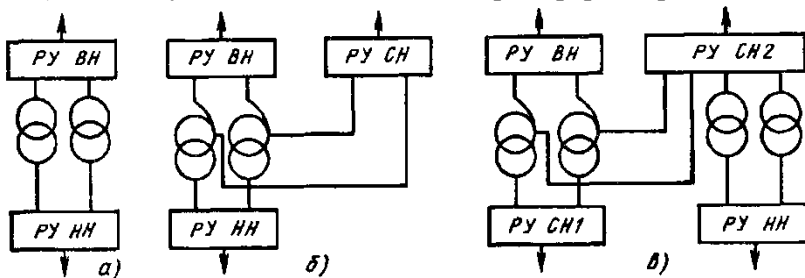 РУ ВН
РУ НН
а)
РУ ВН
РУ СН
РУ НН
б)
РУ ВН
РУ СН2
РУ СН1
РУ НН
в)